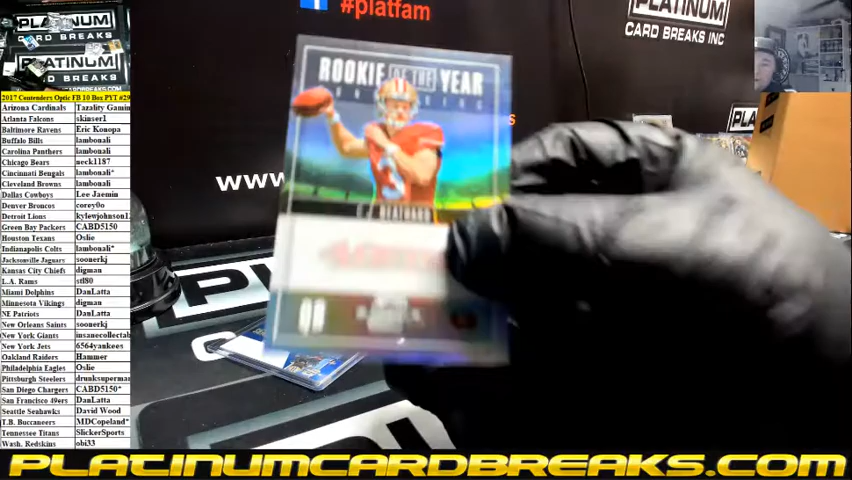 PLATINUM
CARD BREAKS
PLATINUM
CARD BREAKS
#platfam
PLATINUM
CARD BREAKS INC
ROOKIE OF THE YEAR
www
PL
2017 Contenders Optic FB 10 Box PYT #29
Arizona Cardinals Tazality Gamin
Atlanta Falcons skinser1
Baltimore Ravens Eric Konopa
Buffalo Bills lambonali
Carolina Panthers lambonali
Chicago Bears neck1187
Cincinnati Bengals lambonali*
Cleveland Browns lambonali
Dallas Cowboys Lee Jaemin
Denver Broncos corey0o
Detroit Lions kylewjohnson1
Green Bay Packers CABD5150
Houston Texans Oslie
Indianapolis Colts lambonali*
Jacksonville Jaguars soonerkj
Kansas City Chiefs digman
L.A. Rams stl80
Miami Dolphins DanLatta
Minnesota Vikings digman
NE Patriots DanLatta
New Orleans Saints soonerkj
New York Giants insanecollectab
New York Jets 6564yankees
Oakland Raiders Hammer
Philadelphia Eagles Oslie
Pittsburgh Steelers drunksuperma
San Diego Chargers CABD5150*
San Francisco 49ers DanLatta
Seattle Seahawks David Wood
T.B. Buccaneers MDCopeland*
Tennessee Titans SlickerSports
Wash. Redskins obi33
PLATINUMCARDBREAKS.COM